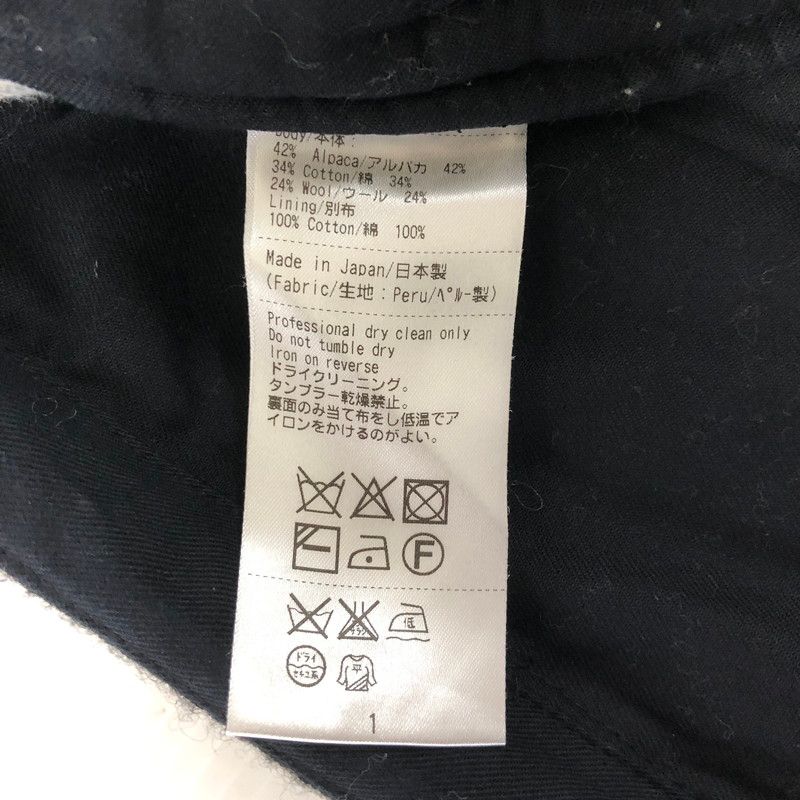 Body/本体：
42% Alpaca/アルパカ 42%
34% Cotton/綿 34%
24% Wool/ウール 24%
Lining/別布
100% Cotton/綿 100%
Made in Japan/日本製
(Fabric/生地：Peru/ﾍﾟﾙｰ製)
Professional dry clean only
Do not tumble dry
Iron on reverse
ドライクリーニング。
タンブラー乾燥禁止。
裏面のみ当て布をし低温でア
イロンをかけるのがよい。
F
低
ドライ 平
セキユ系
1